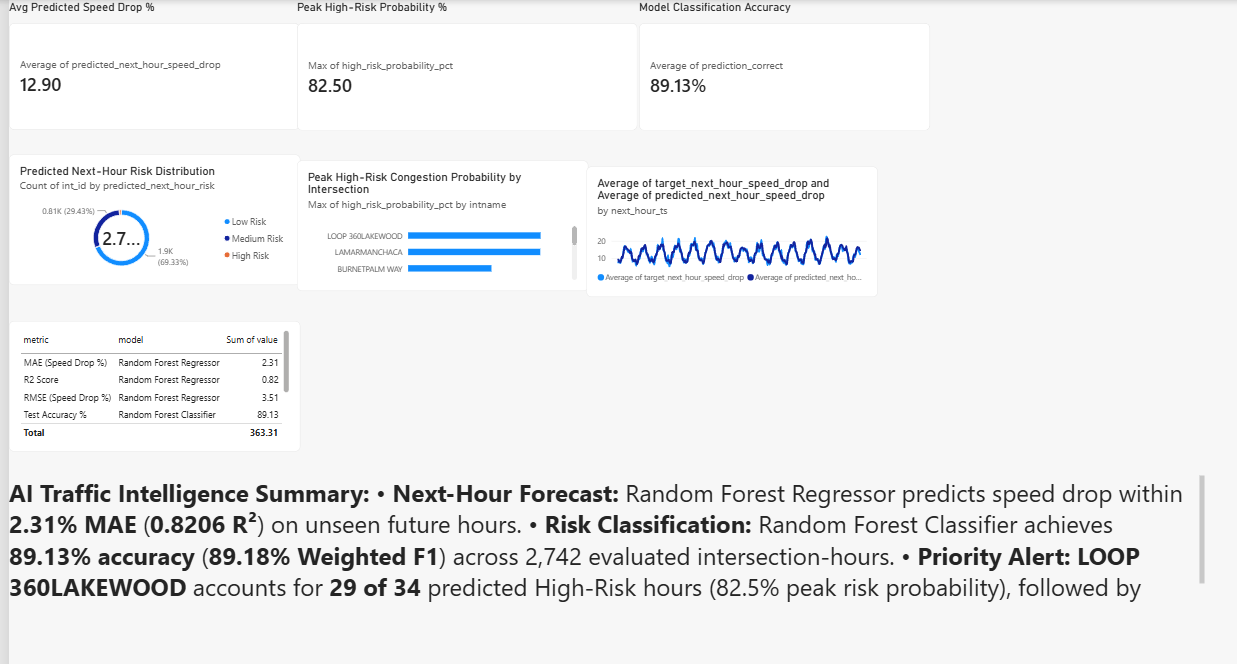 Avg Predicted Speed Drop %
Peak High-Risk Probability %
Model Classification Accuracy
Average of predicted_next_hour_speed_drop
12.90
Max of high_risk_probability_pct
82.50
Average of prediction_correct
89.13%
Predicted Next-Hour Risk Distribution
Count of int_id by predicted_next_hour_risk
0.81K (29.43%)
2.7...
1.9K
(69.33%)
Low Risk
Medium Risk
High Risk
Peak High-Risk Congestion Probability by
Intersection
Max of high_risk_probability_pct by intname
LOOP 360LAKEWOOD
LAMARMANCHACA
BURNETPALM WAY
Average of target_next_hour_speed_drop and
Average of predicted_next_hour_speed_drop
by next_hour_ts
20
10
Average of target_next_hour_speed_drop Average of predicted_next_ho...
metric model Sum of value
MAE (Speed Drop %) Random Forest Regressor 2.31
R2 Score Random Forest Regressor 0.82
RMSE (Speed Drop %) Random Forest Regressor 3.51
Test Accuracy % Random Forest Classifier 89.13
Total 363.31
AI Traffic Intelligence Summary: • Next-Hour Forecast: Random Forest Regressor predicts speed drop within
2.31% MAE (0.8206 R²) on unseen future hours. • Risk Classification: Random Forest Classifier achieves
89.13% accuracy (89.18% Weighted F1) across 2,742 evaluated intersection-hours. • Priority Alert: LOOP
360LAKEWOOD accounts for 29 of 34 predicted High-Risk hours (82.5% peak risk probability), followed by